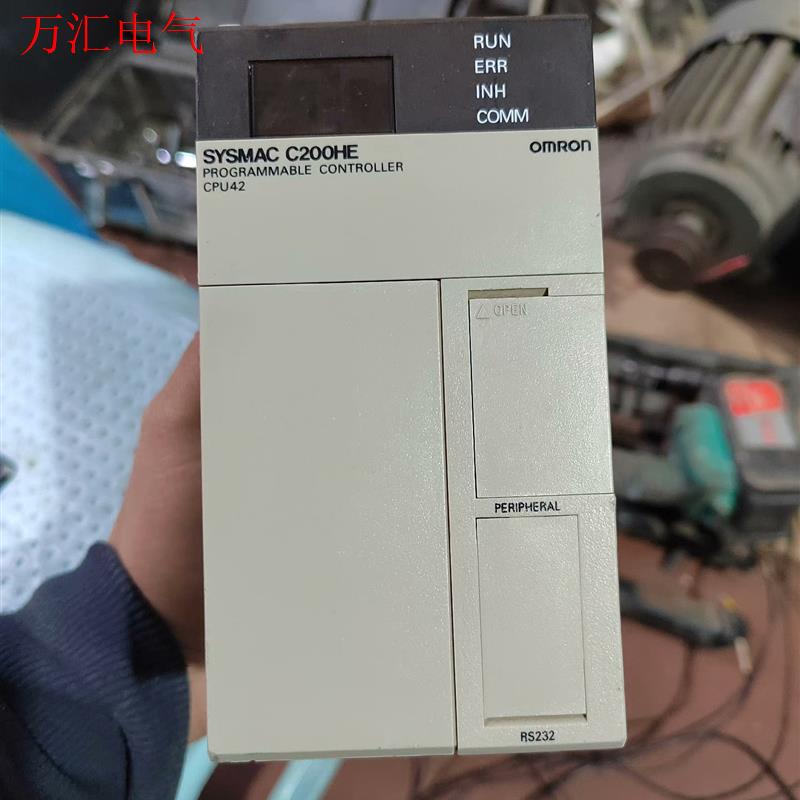 万汇电气
RUN
ERR
INH
COMM
SYSMAC C200HE
OMRON
PROGRAMMABLE CONTROLLER
CPU42
OPEN
PERIPHERAL
RS232